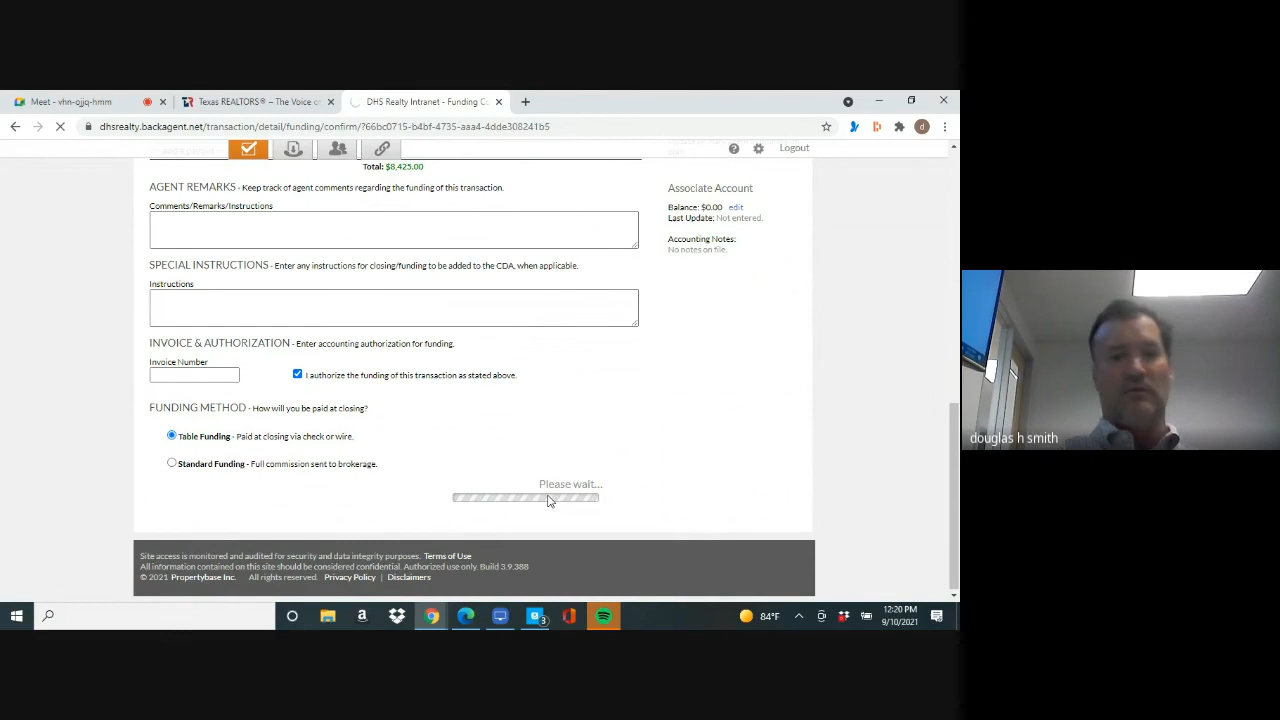 Meet - vhn-ojjq-hmm
Texas REALTORS® – The Voice o
DHS Realty Intranet - Funding C
dhsrealty.backagent.net/transaction/detail/funding/confirm/?66bc0715-b4bf-4735-aaa4-4dde308241b5
Logout
Total: $8,425.00
AGENT REMARKS - Keep track of agent comments regarding the funding of this transaction.
Comments/Remarks/Instructions
Associate Account
Balance: $0.00 edit
Last Update: Not entered.
Accounting Notes:
No notes on file.
SPECIAL INSTRUCTIONS - Enter any instructions for closing/funding to be added to the CDA, when applicable.
Instructions
INVOICE & AUTHORIZATION - Enter accounting authorization for funding.
Invoice Number
I authorize the funding of this transaction as stated above.
FUNDING METHOD - How will you be paid at closing?
Table Funding - Paid at closing via check or wire.
Standard Funding - Full commission sent to brokerage.
Please wait...
Site access is monitored and audited for security and data integrity purposes. Terms of Use
All information contained on this site should be considered confidential. Authorized use only. Build 3.9.388
© 2021 Propertybase Inc. All rights reserved. Privacy Policy | Disclaimers
3
84°F
12:20 PM
9/10/2021
douglas h smith